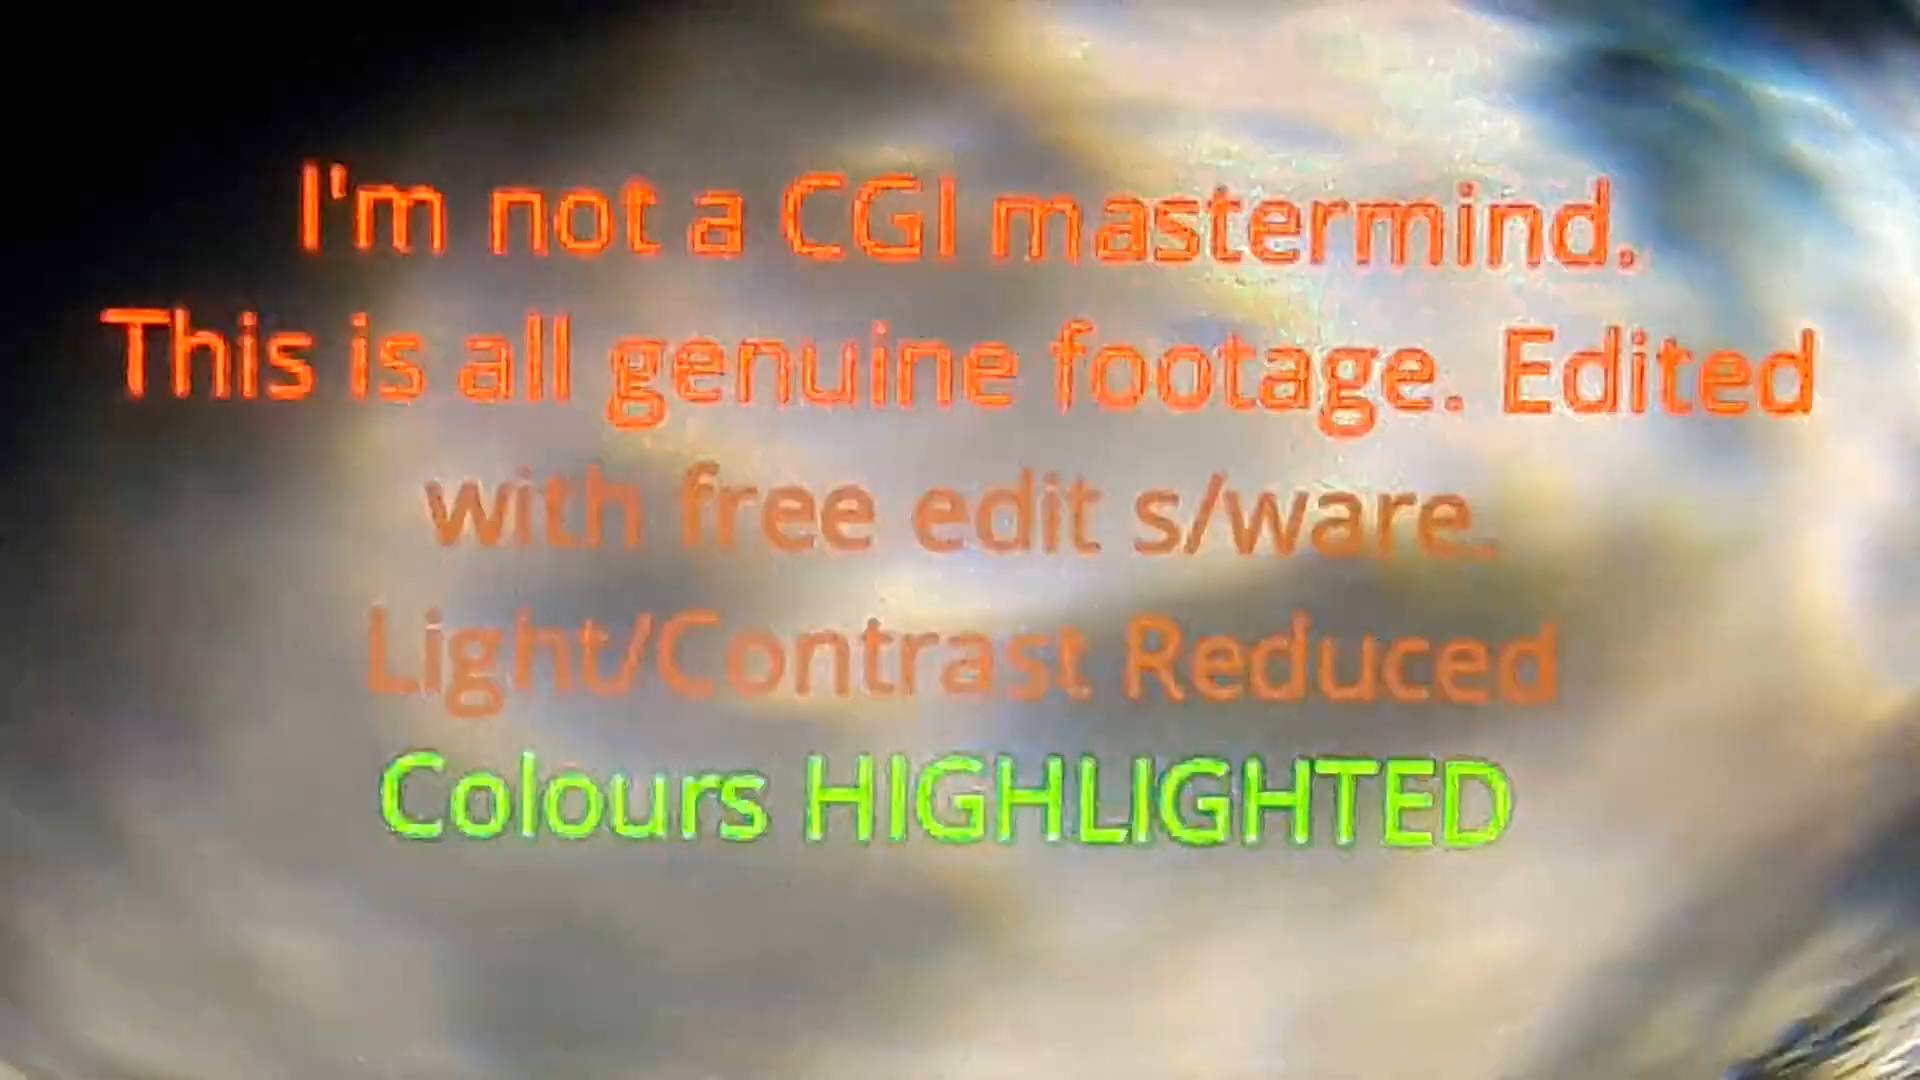 I'm not a CGI mastermind.
This is all genuine footage. Edited
with free edit s/ware.
Light/Contrast Reduced
Colours HIGHLIGHTED